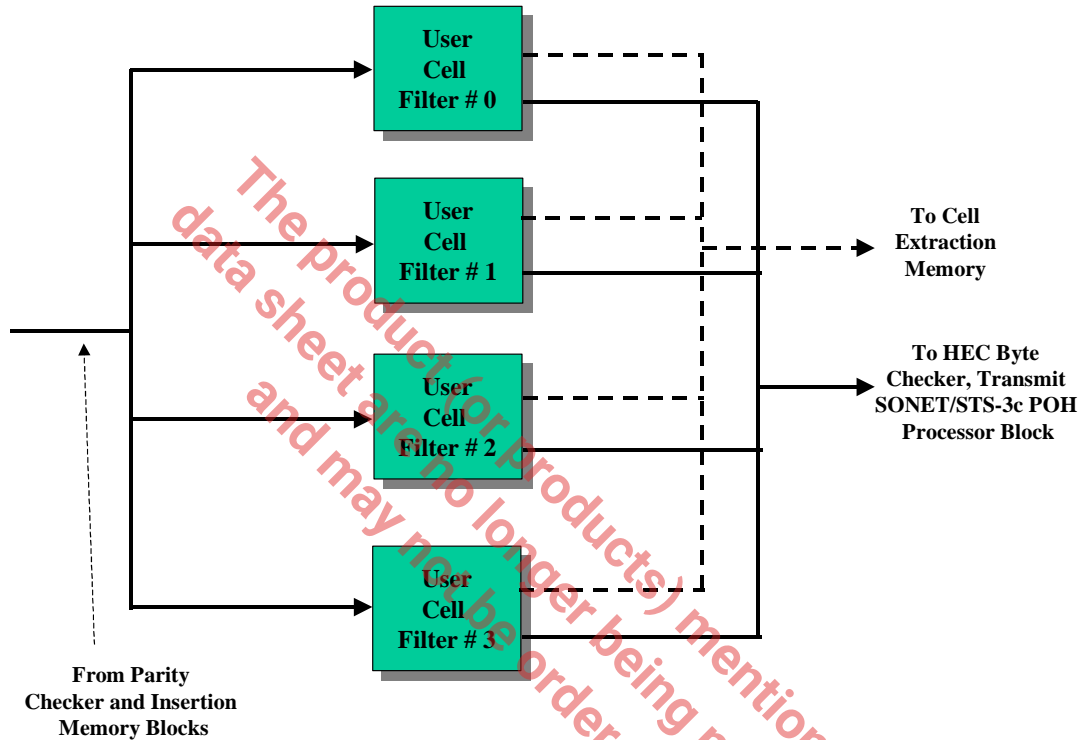 User
Cell
Filter # 0
User
Cell
Filter # 1
User
Cell
Filter # 2
User
Cell
Filter # 3
To Cell
Extraction
Memory
To HEC Byte
Checker, Transmit
SONET/STS-3c POH
Processor Block
From Parity
Checker and Insertion
Memory Blocks
The product (or products) mention
data sheet are no longer being
and may not be order